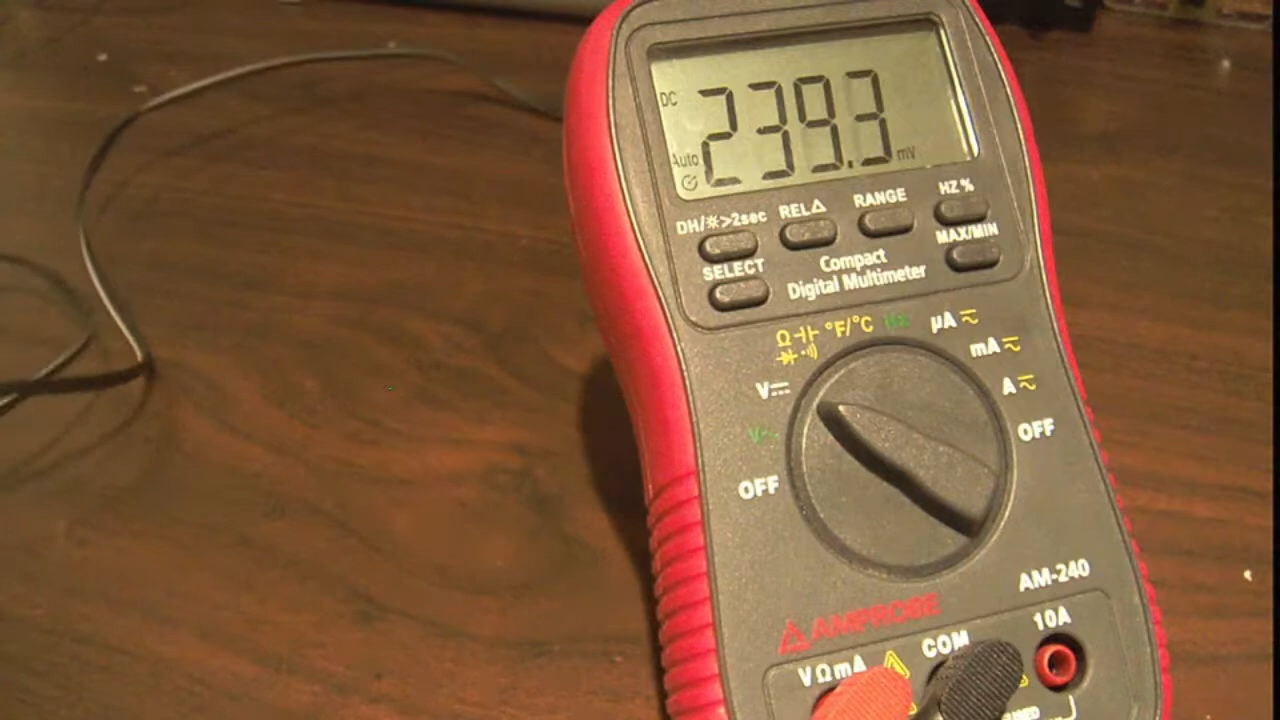 DC
239.3 mV
Auto
DH/☼>2sec REL△ RANGE HZ %
SELECT MAX/MIN
Compact
Digital Multimeter
Ω °F/°C Hz μA
mA
V A
V OFF
OFF
AM-240
AMPROBE
10A
COM
VΩmA